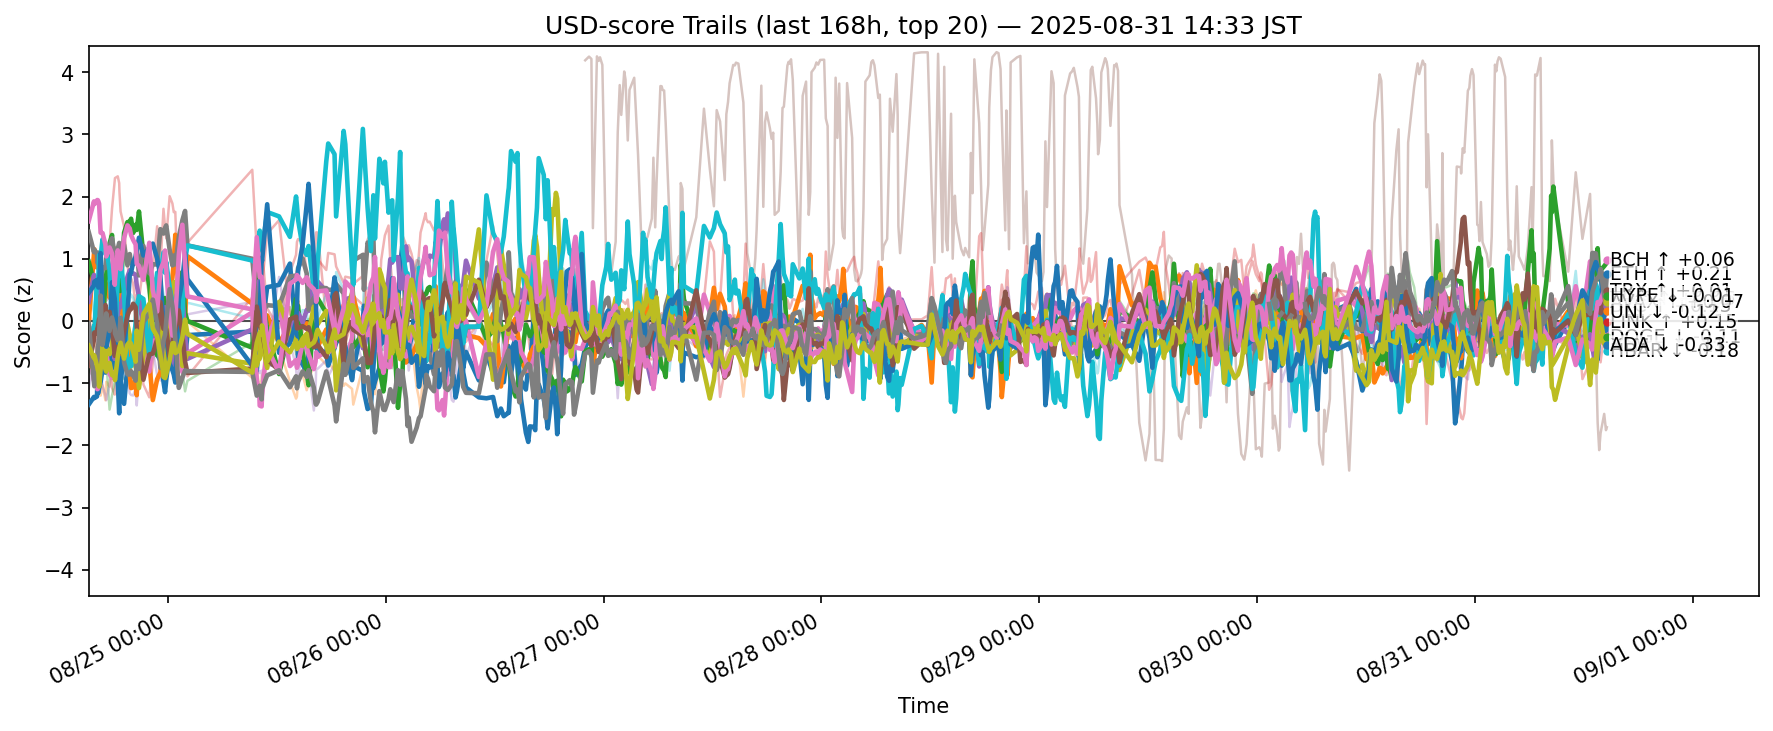 USD-score Trails (last 168h, top 20) — 2025-08-31 14:33 JST
Score (z)
4
3
2
1
0
−1
−2
−3
−4
BCH ↑ +0.06
ETH ↑ +0.21
HYPE ↓ -0.01
UNI ↓ -0.12
LINK ↑ +0.15
ADA ↓ -0.33
08/25 00:00
08/26 00:00
08/27 00:00
08/28 00:00
08/29 00:00
08/30 00:00
08/31 00:00
09/01 00:00
Time